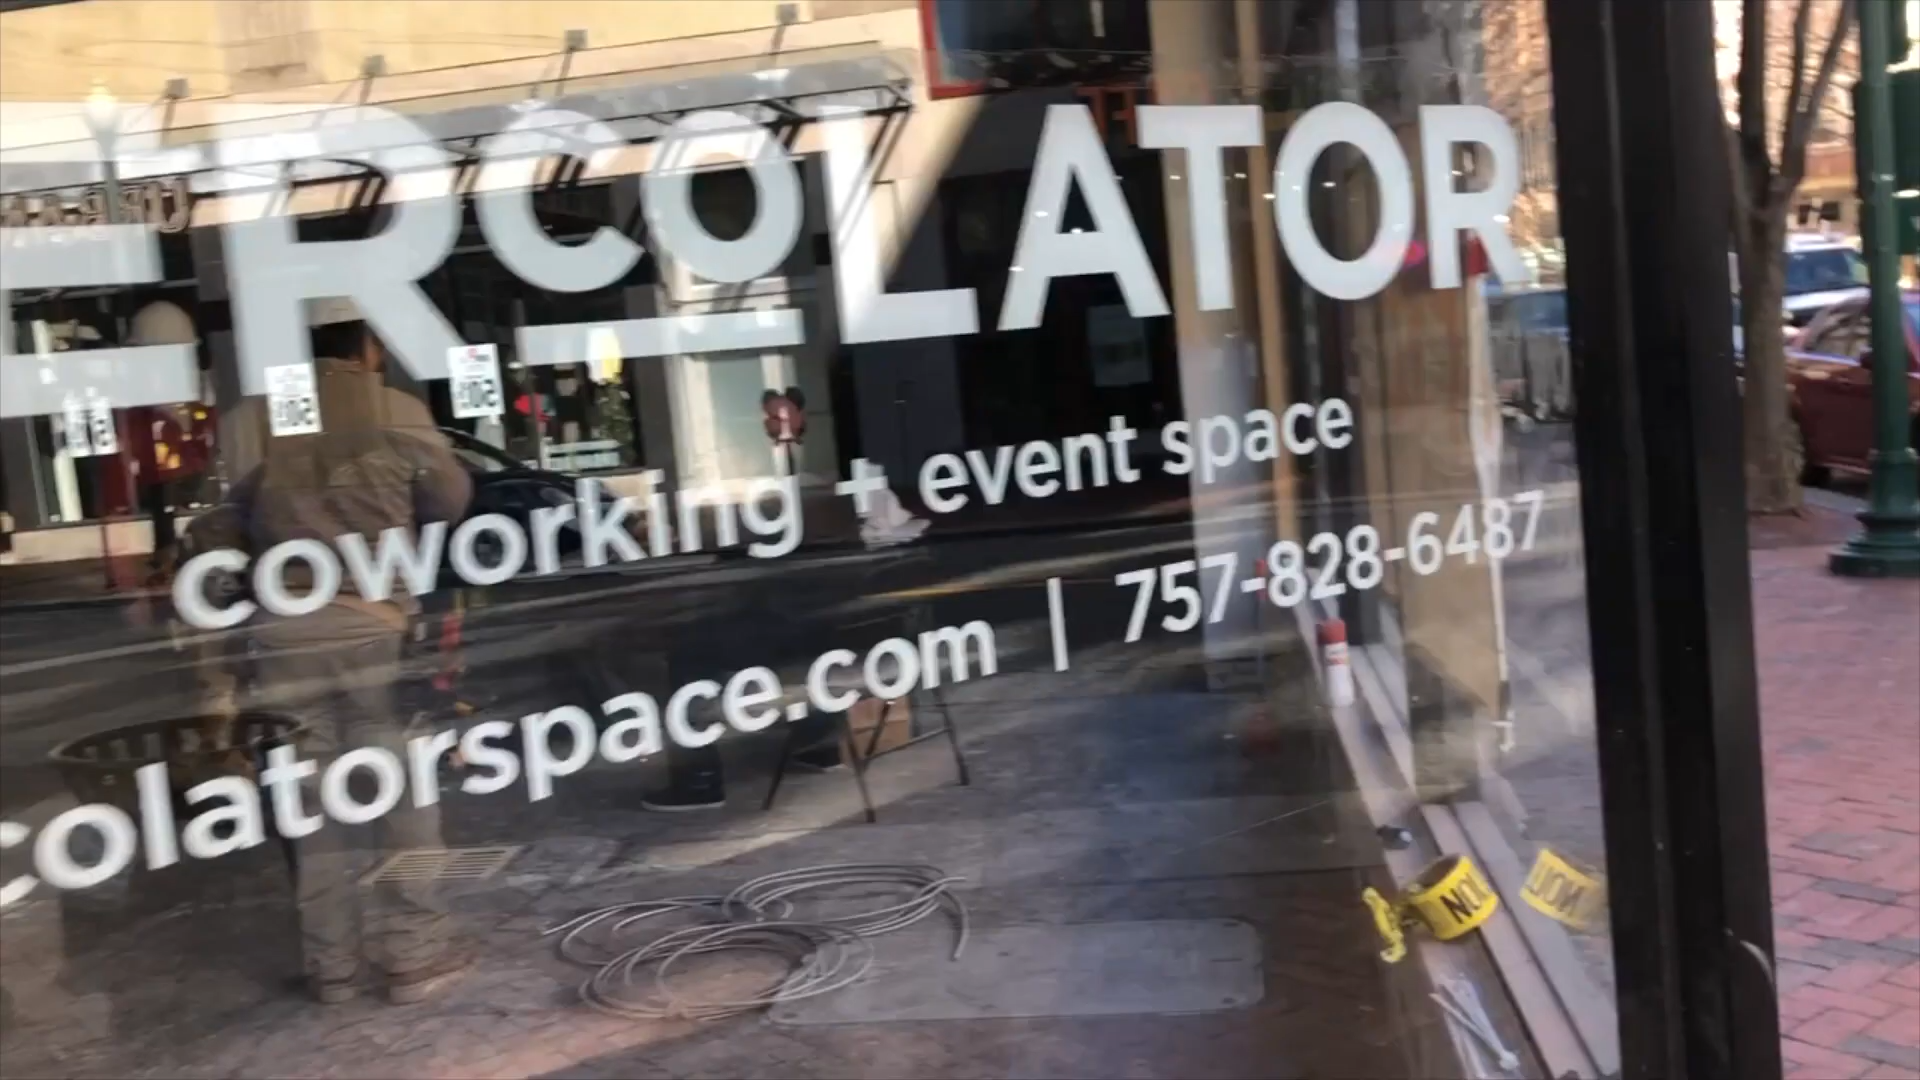 ERCOLATOR
coworking + event space
colatorspace.com | 757-828-6487